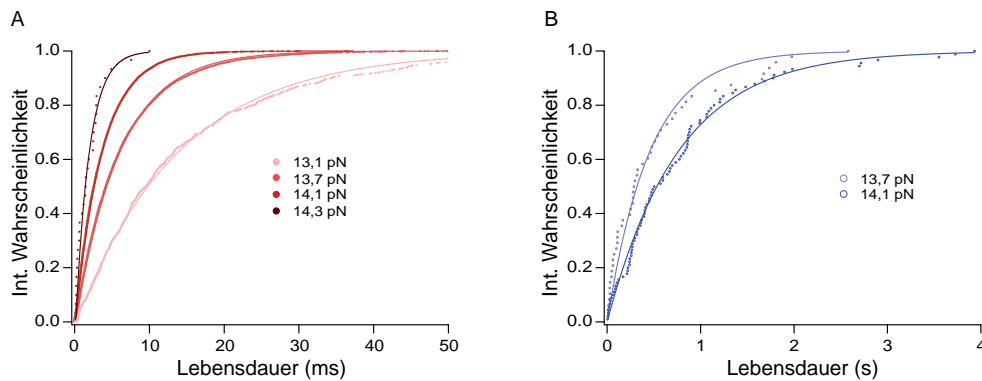 A
Int. Wahrscheinlichkeit
1.0
0.8
0.6
0.4
0.2
0.0
13,1 pN
13,7 pN
14,1 pN
14,3 pN
0 10 20 30 40 50
Lebensdauer (ms)
B
Int. Wahrscheinlichkeit
1.0
0.8
0.6
0.4
0.2
0.0
13,7 pN
14,1 pN
0 1 2 3 4
Lebensdauer (s)